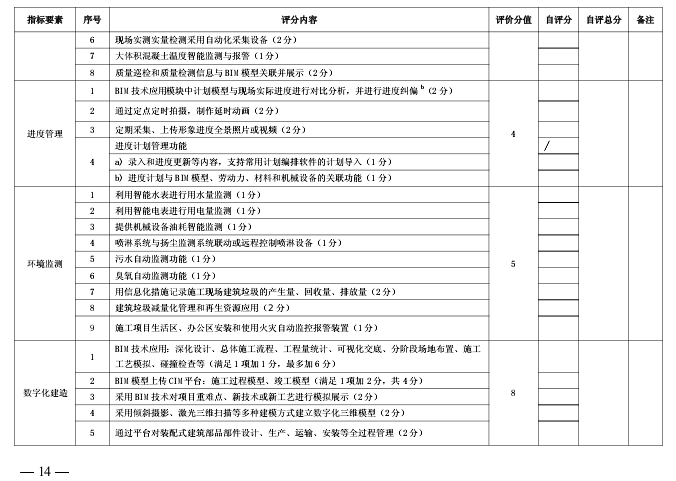 指标要素 序号 评分内容 评价分值 自评分 自评总分 备注
6 现场实测实量检测采用自动化采集设备（2 分）
7 大体积混凝土温度智能监测与报警（1 分）
8 质量巡检和质量检测信息与 BIM 模型关联并展示（2 分）
进度管理 4
1 BIM 技术应用模块中计划模型与现场实际进度进行对比分析，并进行进度纠偏 b（2 分）
2 通过定点定时拍摄，制作延时动画（2 分）
3 定期采集、上传形象进度全景照片或视频（2 分）
4 进度计划管理功能 /
a）录入和进度更新等内容，支持常用计划编排软件的计划导入（1 分）
b）进度计划与 BIM 模型、劳动力、材料和机械设备的关联功能（1 分）
环境监测 5
1 利用智能水表进行用水量监测（1 分）
2 利用智能电表进行用电量监测（1 分）
3 提供机械设备油耗智能监测（1 分）
4 喷淋系统与扬尘监测系统联动或远程控制喷淋设备（1 分）
5 污水自动监测功能（1 分）
6 臭氧自动监测功能（1 分）
7 用信息化措施记录施工现场建筑垃圾的产生量、回收量、排放量（2 分）
8 建筑垃圾减量化管理和再生资源应用（2 分）
9 施工项目生活区、办公区安装和使用火灾自动监控报警装置（1 分）
数字化建造 8
1 BIM 技术应用：深化设计、总体施工流程、工程量统计、可视化交底、分阶段场地布置、施工
工艺模拟、碰撞检查等（满足 1 项加 1 分，最多加 6 分）
2 BIM 模型上传 CIM 平台：施工过程模型、竣工模型（满足 1 项加 2 分，共 4 分）
3 采用 BIM 技术对项目重难点、新技术或新工艺进行模拟展示（2 分）
4 采用倾斜摄影、激光三维扫描等多种建模方式建立数字化三维模型（2 分）
5 通过平台对装配式建筑部品部件设计、生产、运输、安装等全过程管理（2 分）
— 14 —